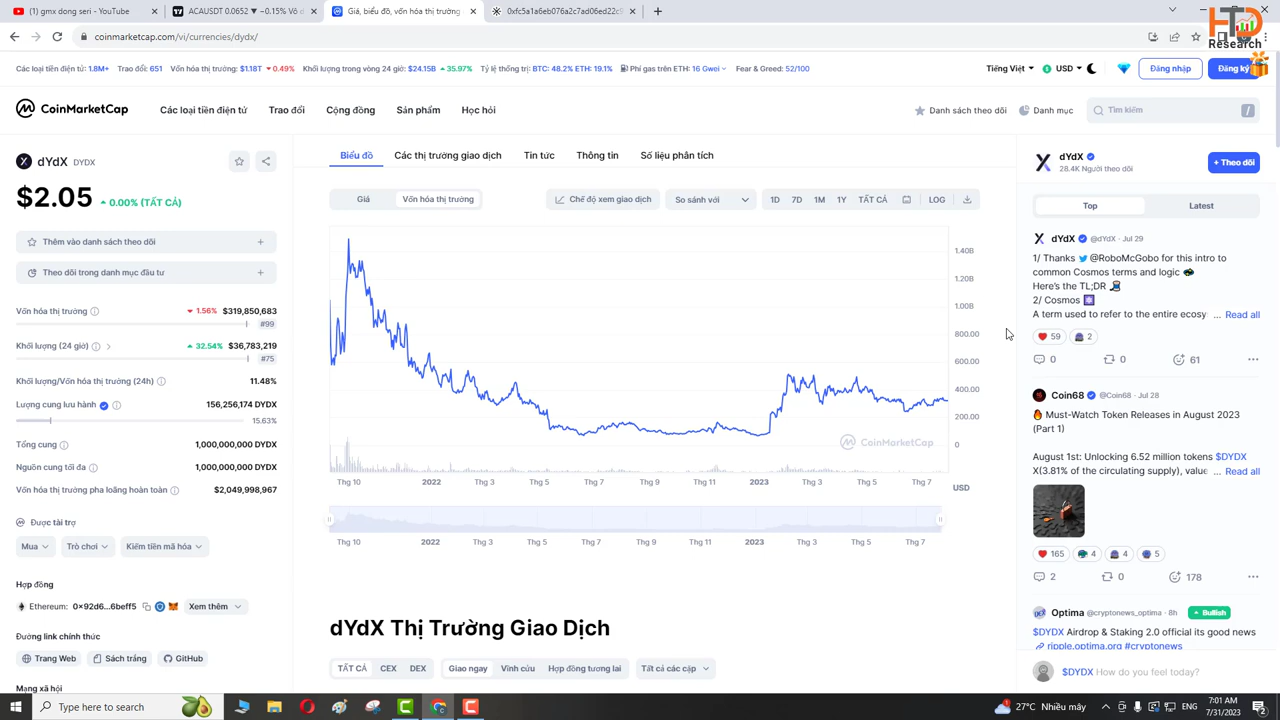 (1) gmx dong seri - YouTube
ACAUSDT 0.0652 ▼ −0.15% Vô d
Giá, biểu đồ, vốn hóa thị trường
0xfc5a1a6eb076a2c7ad06ed22c9
HTD
Research
coinmarketcap.com/vi/currencies/dydx/
Các loại tiền điện tử: 1.8M+
Trao đổi: 651
Vốn hóa thị trường: $1.18T ▼ 0.49%
Khối lượng trong vòng 24 giờ: $24.15B ▲ 35.97%
Tỷ lệ thống trị: BTC: 48.2% ETH: 19.1%
Phí gas trên ETH: 16 Gwei
Fear & Greed: 52/100
Tiếng Việt
USD
Đăng nhập
Đăng ký
CoinMarketCap
Các loại tiền điện tử
Trao đổi
Cộng đồng
Sản phẩm
Học hỏi
Danh sách theo dõi
Danh mục
Tìm kiếm
/
dYdX DYDX
$2.05 ▲ 0.00% (TẤT CẢ)
Thêm vào danh sách theo dõi +
Theo dõi trong danh mục đầu tư +
Vốn hóa thị trường ▼ 1.56% $319,850,683
#99
Khối lượng (24 giờ) ▲ 32.54% $36,783,219
#75
Khối lượng/Vốn hóa thị trường (24h) 11.48%
Lượng cung lưu hành 156,256,174 DYDX
15.63%
Tổng cung 1,000,000,000 DYDX
Nguồn cung tối đa 1,000,000,000 DYDX
Vốn hóa thị trường pha loãng hoàn toàn $2,049,998,967
Được tài trợ
Mua
Trò chơi
Kiếm tiền mã hóa
Hợp đồng
Ethereum: 0x92d6...6beff5
Xem thêm
Đường link chính thức
Trang Web
Sách trắng
GitHub
Mạng xã hội
Biểu đồ
Các thị trường giao dịch
Tin tức
Thông tin
Số liệu phân tích
Giá
Vốn hóa thị trường
Chế độ xem giao dịch
So sánh với
1D
7D
1M
1Y
TẤT CẢ
LOG
1.40B
1.20B
1.00B
800.00
600.00
400.00
200.00
0
CoinMarketCap
Thg 10 2022 Thg 3 Thg 5 Thg 7 Thg 9 Thg 11 2023 Thg 3 Thg 5 Thg 7
USD
Thg 10 2022 Thg 3 Thg 5 Thg 7 Thg 9 Thg 11 2023 Thg 3 Thg 5 Thg 7
dYdX Thị Trường Giao Dịch
TẤT CẢ
CEX
DEX
Giao ngay
Vĩnh cửu
Hợp đồng tương lai
Tất cả các cặp
dYdX
28.4K Người theo dõi
+ Theo dõi
Top
Latest
dYdX @dYdX · Jul 29
1/ Thanks @RoboMcGobo for this intro to
common Cosmos terms and logic
Here's the TL;DR
2/ Cosmos
A term used to refer to the entire ecosy ... Read all
59
2
0
0
61
Coin68 @Coin68 · Jul 28
Must-Watch Token Releases in August 2023
(Part 1)
August 1st: Unlocking 6.52 million tokens $DYDX
X(3.81% of the circulating supply), value ... Read all
165
4
4
5
2
0
178
Optima @cryptonews_optima · 8h
Bullish
$DYDX Airdrop & Staking 2.0 official its good news
ripple.optima.org #cryptonews
$DYDX How do you feel today?
Type here to search
27°C Nhiều mây
ENG
7:01 AM
7/31/2023
2